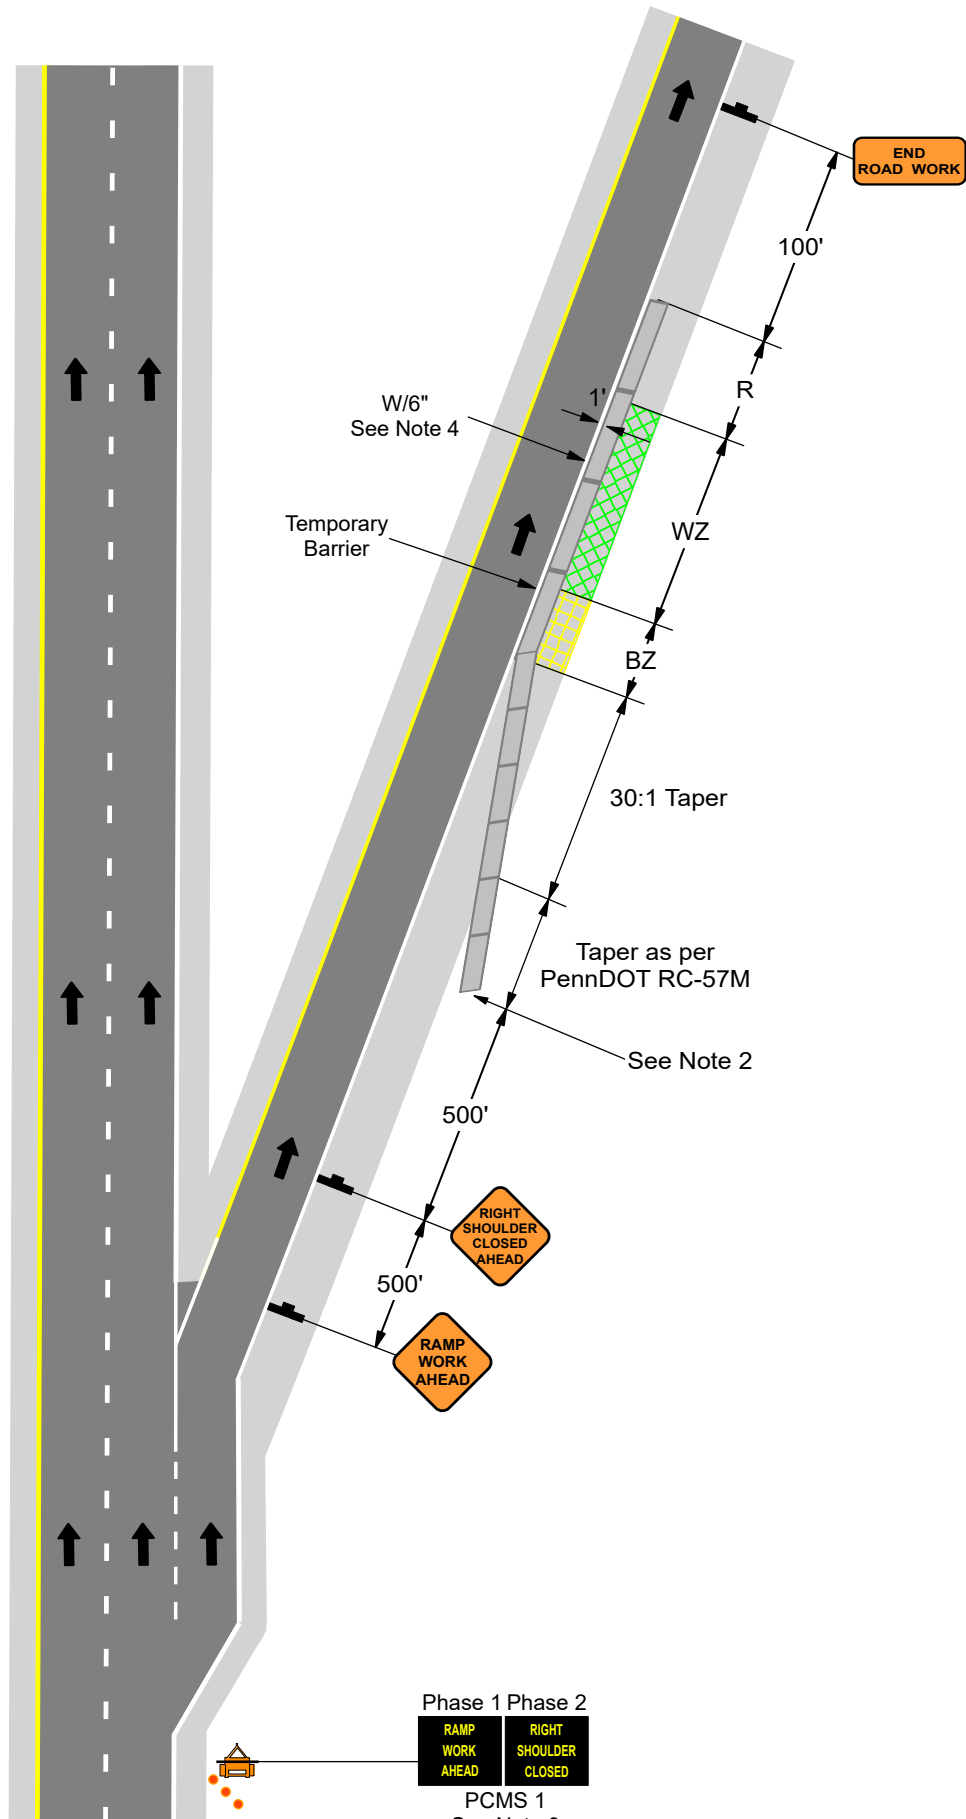 END
ROAD WORK
100'
R
1'
W/6"
See Note 4
WZ
Temporary
Barrier
BZ
30:1 Taper
Taper as per
PennDOT RC-57M
See Note 2
500'
RIGHT
SHOULDER
CLOSED
AHEAD
500'
RAMP
WORK
AHEAD
Phase 1 Phase 2
RAMP
WORK
AHEAD
RIGHT
SHOULDER
CLOSED
PCMS 1